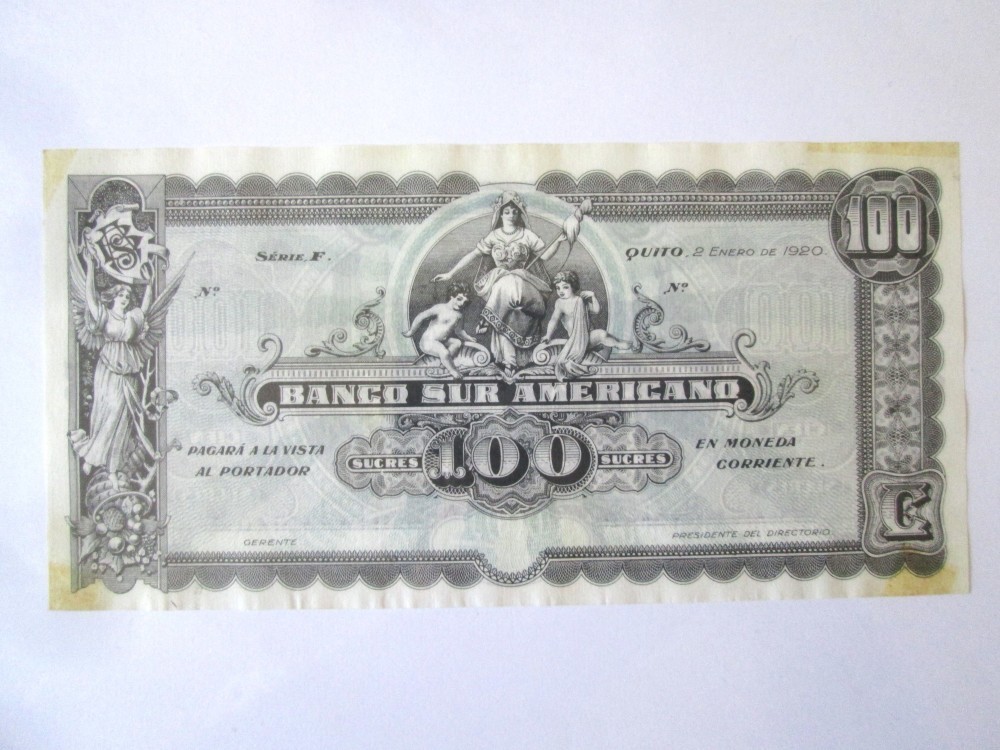 100
SÉRIE, F.
QUITO, 2 ENERO DE 1920.
Nº
Nº
BANCO SUR AMERICANO
PAGARÁ A LA VISTA
AL PORTADOR
SUCRES 100 SUCRES
EN MONEDA
CORRIENTE.
C
GERENTE
PRESIDENTE DEL DIRECTORIO.